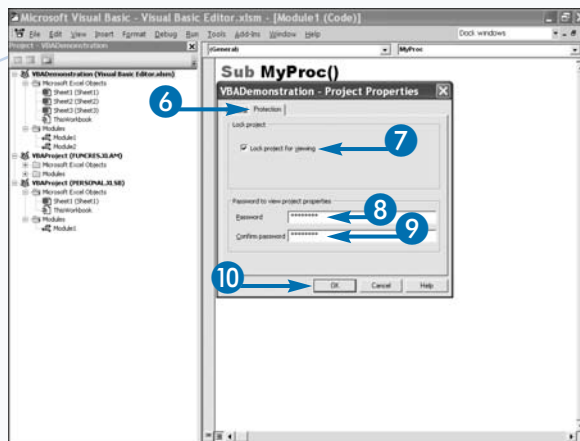 Microsoft Visual Basic - Visual Basic Editor.xlsm - [Module1 (Code)]
File Edit View Insert Format Debug Run Tools Add-Ins Window Help
Dock windows
Project - VBADemonstration
(General)
MyProc
VBADemonstration (Visual Basic Editor.xlsm)
Microsoft Excel Objects
Sheet1 (Sheet1)
Sheet2 (Sheet2)
Sheet3 (Sheet3)
ThisWorkbook
Modules
Module1
Module2
VBAProject (FUNCRES.XLAM)
Microsoft Excel Objects
Modules
VBAProject (PERSONAL.XLSB)
Microsoft Excel Objects
Sheet1 (Sheet1)
ThisWorkbook
Modules
Module1
Sub MyProc()
VBADemonstration - Project Properties
6
Protection
Lock project
Lock project for viewing
7
Password to view project properties
Password
********
8
Confirm password
********
9
10
OK
Cancel
Help